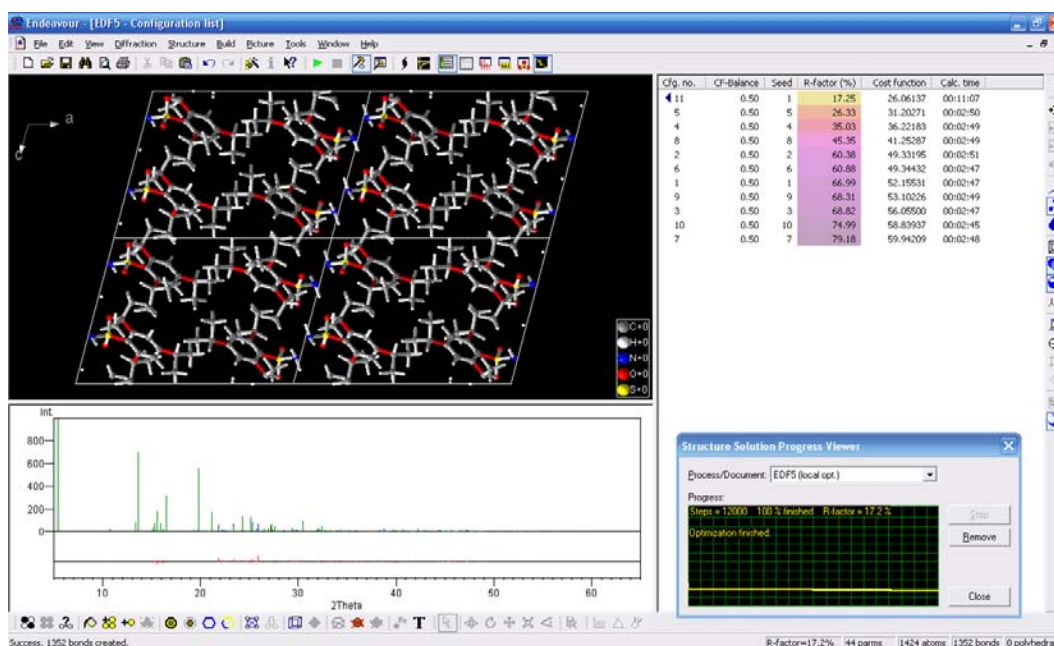 Endeavour - [EDF5 - Configuration list]
File Edit View Diffraction Structure Build Picture Tools Window Help
a
c
C+0
H+0
N+0
O+0
S+0
Cfg. no. CF-Balance Seed R-factor (%) Cost function Calc. time
11 0.50 1 17.25 26.06137 00:11:07
5 0.50 5 26.33 31.20271 00:02:50
4 0.50 4 35.03 36.22183 00:02:49
8 0.50 8 45.35 41.25287 00:02:49
2 0.50 2 60.38 49.33195 00:02:51
6 0.50 6 60.88 49.34432 00:02:47
1 0.50 1 66.99 52.15531 00:02:47
9 0.50 9 68.31 53.10226 00:02:49
3 0.50 3 68.82 56.05500 00:02:47
10 0.50 10 74.99 58.83937 00:02:45
7 0.50 7 79.18 59.94209 00:02:48
Int.
800
600
400
200
0
10 20 30 40 50 60
2Theta
Structure Solution Progress Viewer
Process/Document: EDF5 (local opt.)
Progress:
Steps = 12000 100 % finished R-factor = 17.2 %
Optimization finished.
Stop
Remove
Close
T
Success, 1352 bonds created.
R-factor=17.2% 44 parms 1424 atoms 1352 bonds 0 polyhedra